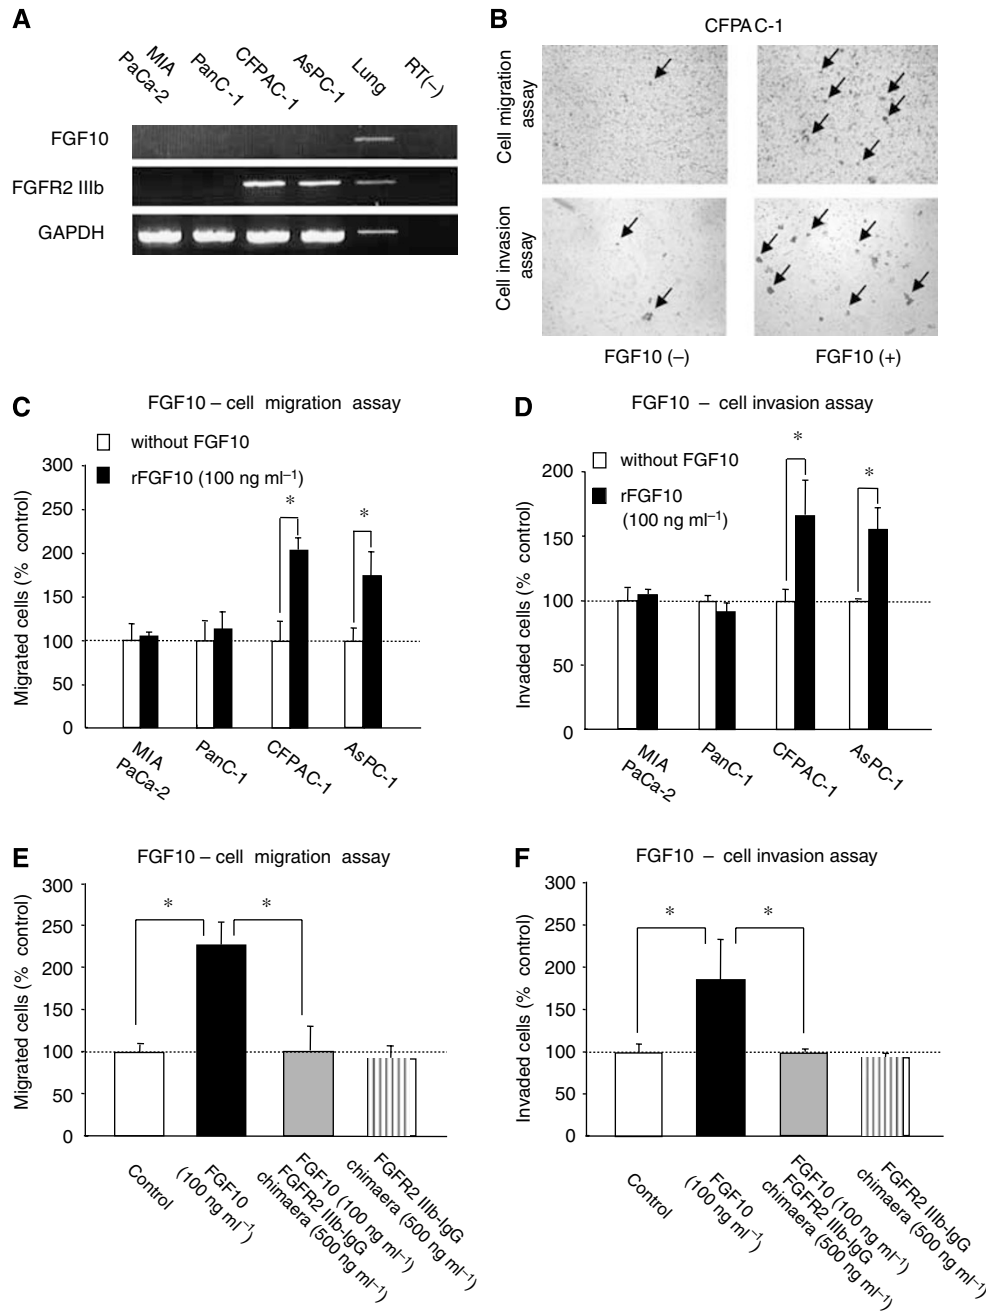 A
MIA
PaCa-2
PanC -1
CFPAC-1
AsPC-1
Lung
RT(–)
FGF10
FGFR2 IIIb
GAPDH
B
CFPAC-1
Cell migration
assay
Cell invasion
assay
FGF10 (–)
FGF10 (+)
C
FGF10 – cell migration assay
without FGF10
rFGF10 (100 ng ml–1)
Migrated cells (% control)
300
250
200
150
100
50
0
*
*
MIA
PaCa-2
PanC-1
CFPAC-1
AsPC-1
D
FGF10 – cell invasion assay
without FGF10
rFGF10
(100 ng ml–1)
Invaded cells (% control)
200
150
100
50
0
*
*
MIA
PaCa-2
PanC-1
CFPAC-1
AsPC-1
E
FGF10 – cell migration assay
Migrated cells (% control)
300
250
200
150
100
50
0
*
*
Control
FGF10
(100 ng ml–1)
FGF10 (100 ng ml–1)
FGFR2 IIIb-IgG
chimaera (500 ng ml–1)
FGFR2 IIIb-IgG
chimaera (500 ng ml–1)
F
FGF10 – cell invasion assay
Invaded cells (% control)
300
250
200
150
100
50
0
*
*
Control
FGF10
(100 ng ml–1)
FGF10 (100 ng ml–1)
FGFR2 IIIb-IgG
chimaera (500 ng ml–1)
FGFR2 IIIb-IgG
chimaera (500 ng ml–1)